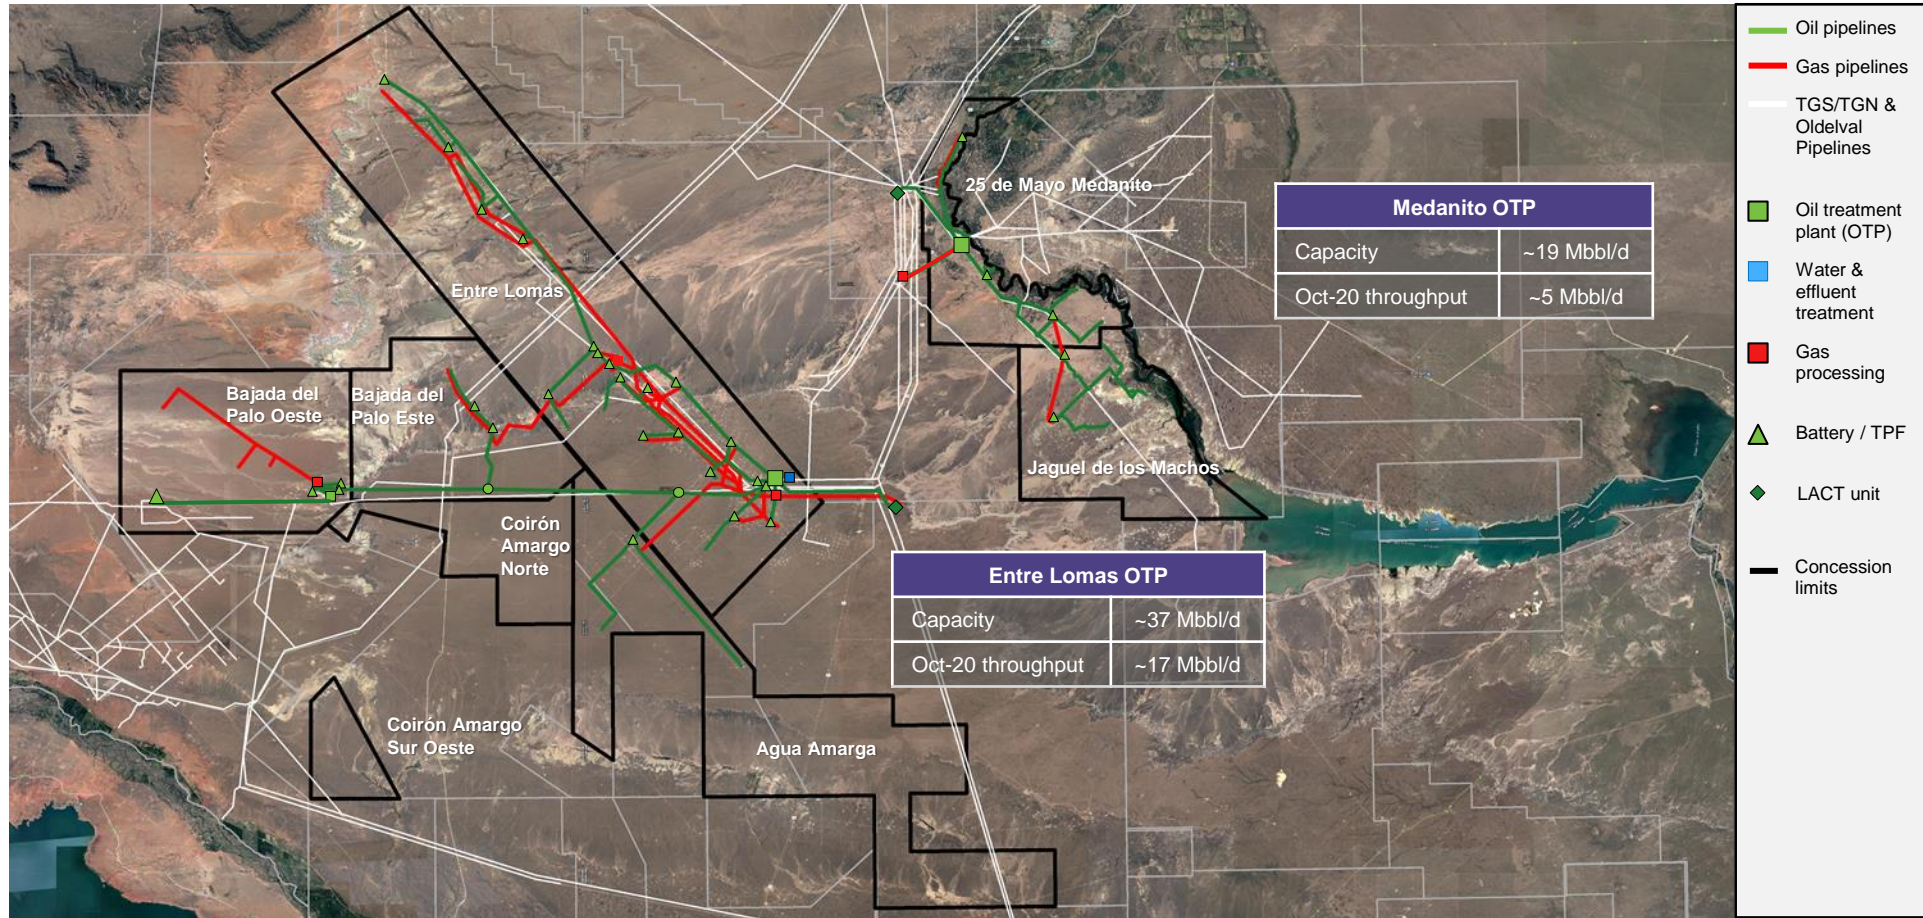 25 de Mayo Medanito
Entre Lomas
Bajada del
Palo Oeste
Bajada del
Palo Este
Jaguel de los Machos
Coirón
Amargo
Norte
Coirón Amargo
Sur Oeste
Agua Amarga
Medanito OTP
Capacity ~19 Mbbl/d
Oct-20 throughput ~5 Mbbl/d
Entre Lomas OTP
Capacity ~37 Mbbl/d
Oct-20 throughput ~17 Mbbl/d
Oil pipelines
Gas pipelines
TGS/TGN &
Oldelval
Pipelines
Oil treatment
plant (OTP)
Water &
effluent
treatment
Gas
processing
Battery / TPF
LACT unit
Concession
limits